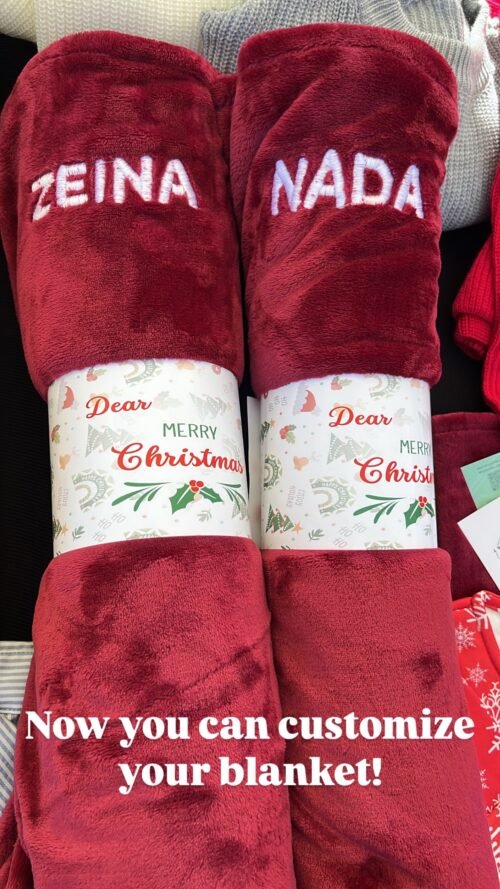 ZEINA
NADA
Dear
MERRY
Christmas
Dear
MERRY
Christ
Now you can customize
your blanket!